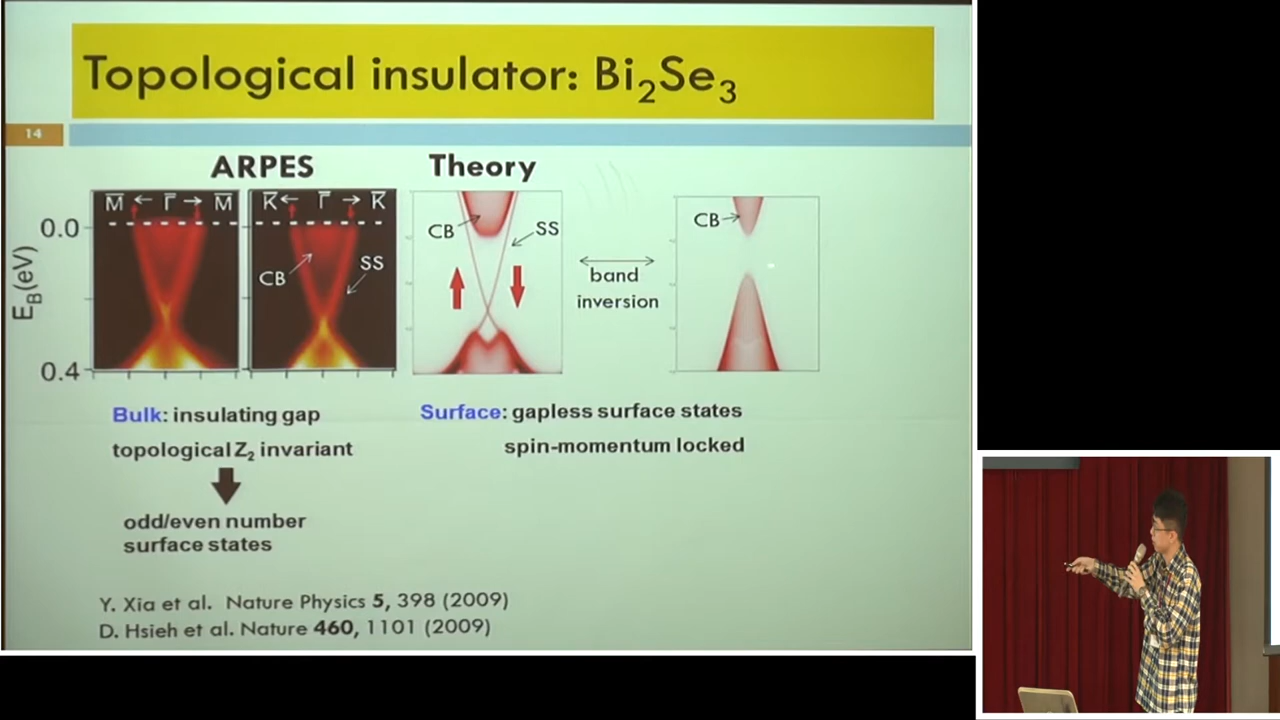 Topological insulator: Bi₂Se₃
14
ARPES
Theory
M̅ ← Γ̅ → M̅
K̅ ← Γ̅ → K̅
0.0
E_B(eV)
0.4
CB
SS
CB
SS
band
inversion
CB
Bulk: insulating gap
topological Z₂ invariant
odd/even number
surface states
Surface: gapless surface states
spin-momentum locked
Y. Xia et al. Nature Physics 5, 398 (2009)
D. Hsieh et al. Nature 460, 1101 (2009)